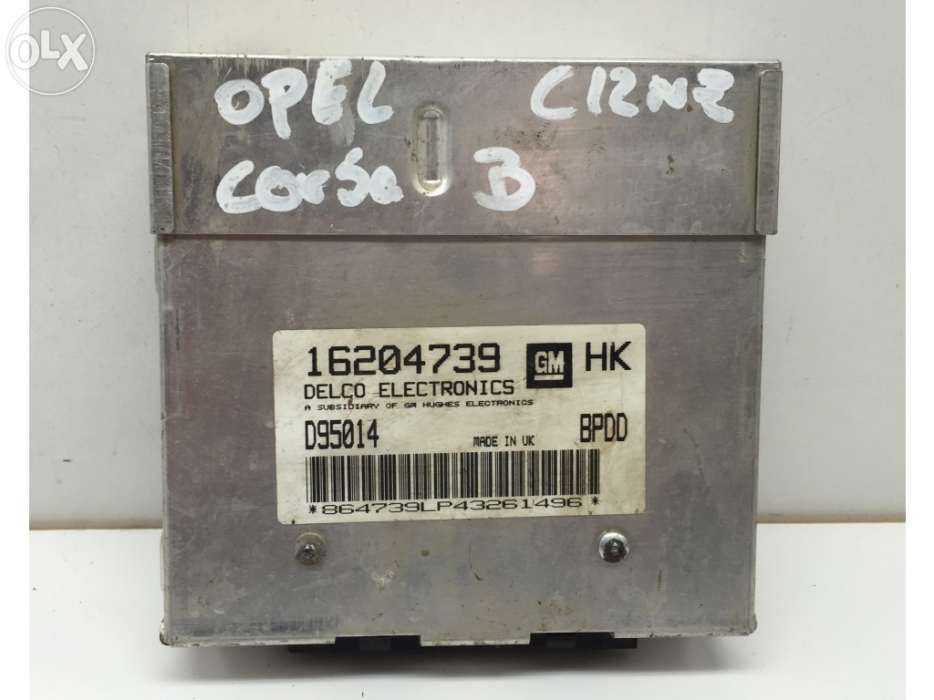 OLX
OPEL C12NZ
Corsa B
16204739 GM HK
DELCO ELECTRONICS
A SUBSIDIARY OF GM HUGHES ELECTRONICS
D95014 MADE IN UK BPDD
*864739LP43261496*